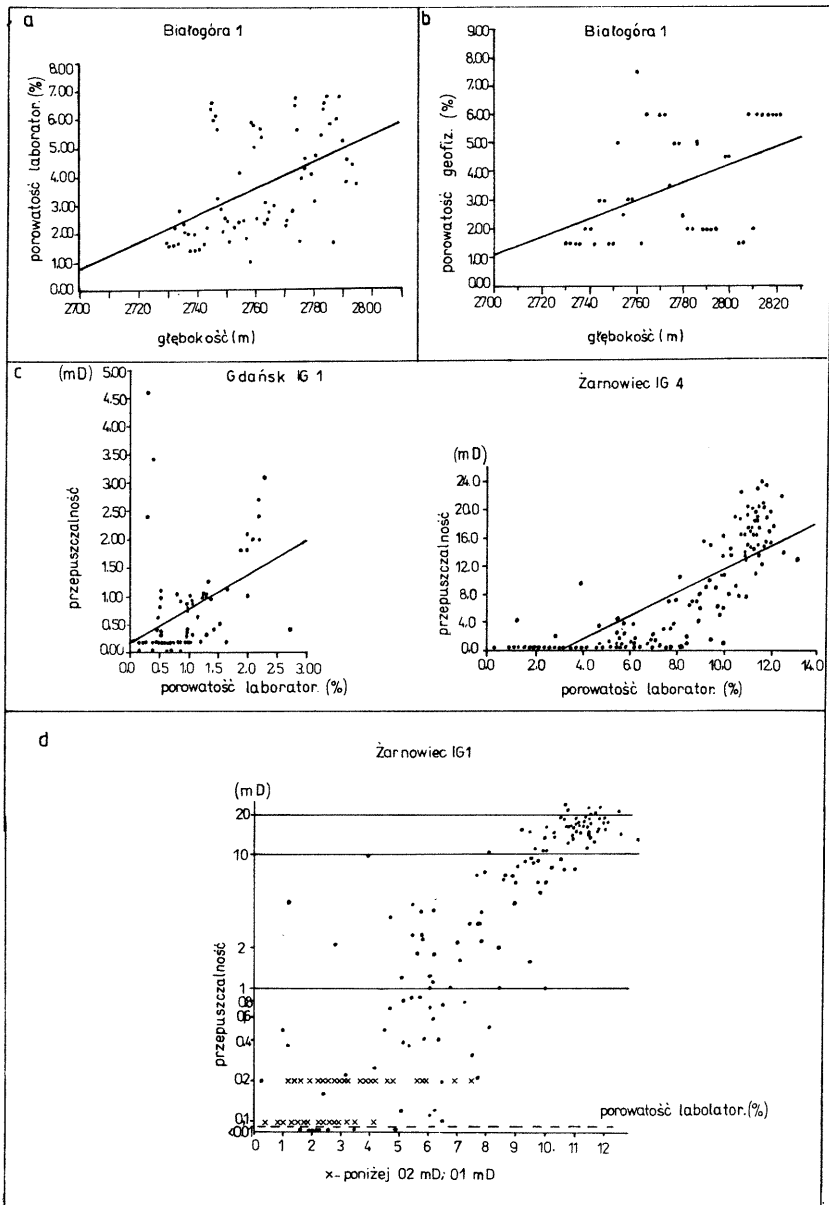 a
Białogóra 1
porowatość laborator. (%)
8.00
7.00
6.00
5.00
4.00
3.00
2.00
1.00
0.00
2700 2720 2740 2760 2780 2800
głębokość (m)
b
Białogóra 1
porowatość geofiz. (%)
9.00
8.00
7.00
6.00
5.00
4.00
3.00
2.00
1.00
0.00
2700 2720 2740 2760 2780 2800 2820
głębokość (m)
c
(mD)
Gdańsk IG 1
przepuszczalność
5.00
4.50
4.00
3.50
3.00
2.50
2.00
1.50
1.00
0.50
0.00
0.0 0.5 1.0 1.5 2.0 2.5 3.00
porowatość laborator. (%)
Żarnowiec IG 4
(mD)
przepuszczalność
24.0
20.0
16.0
12.0
8.0
4.0
0.0
0.0 2.0 4.0 6.0 8.0 10.0 12.0 14.0
porowatość laborator. (%)
d
Żarnowiec IG1
(mD)
przepuszczalność
20
10
2
1
0.8
0.6
0.4
0.2
0.1
<0.01
0 1 2 3 4 5 6 7 8 9 10. 11 12
porowatość labolator. (%)
x - poniżej 02 mD; 01 mD